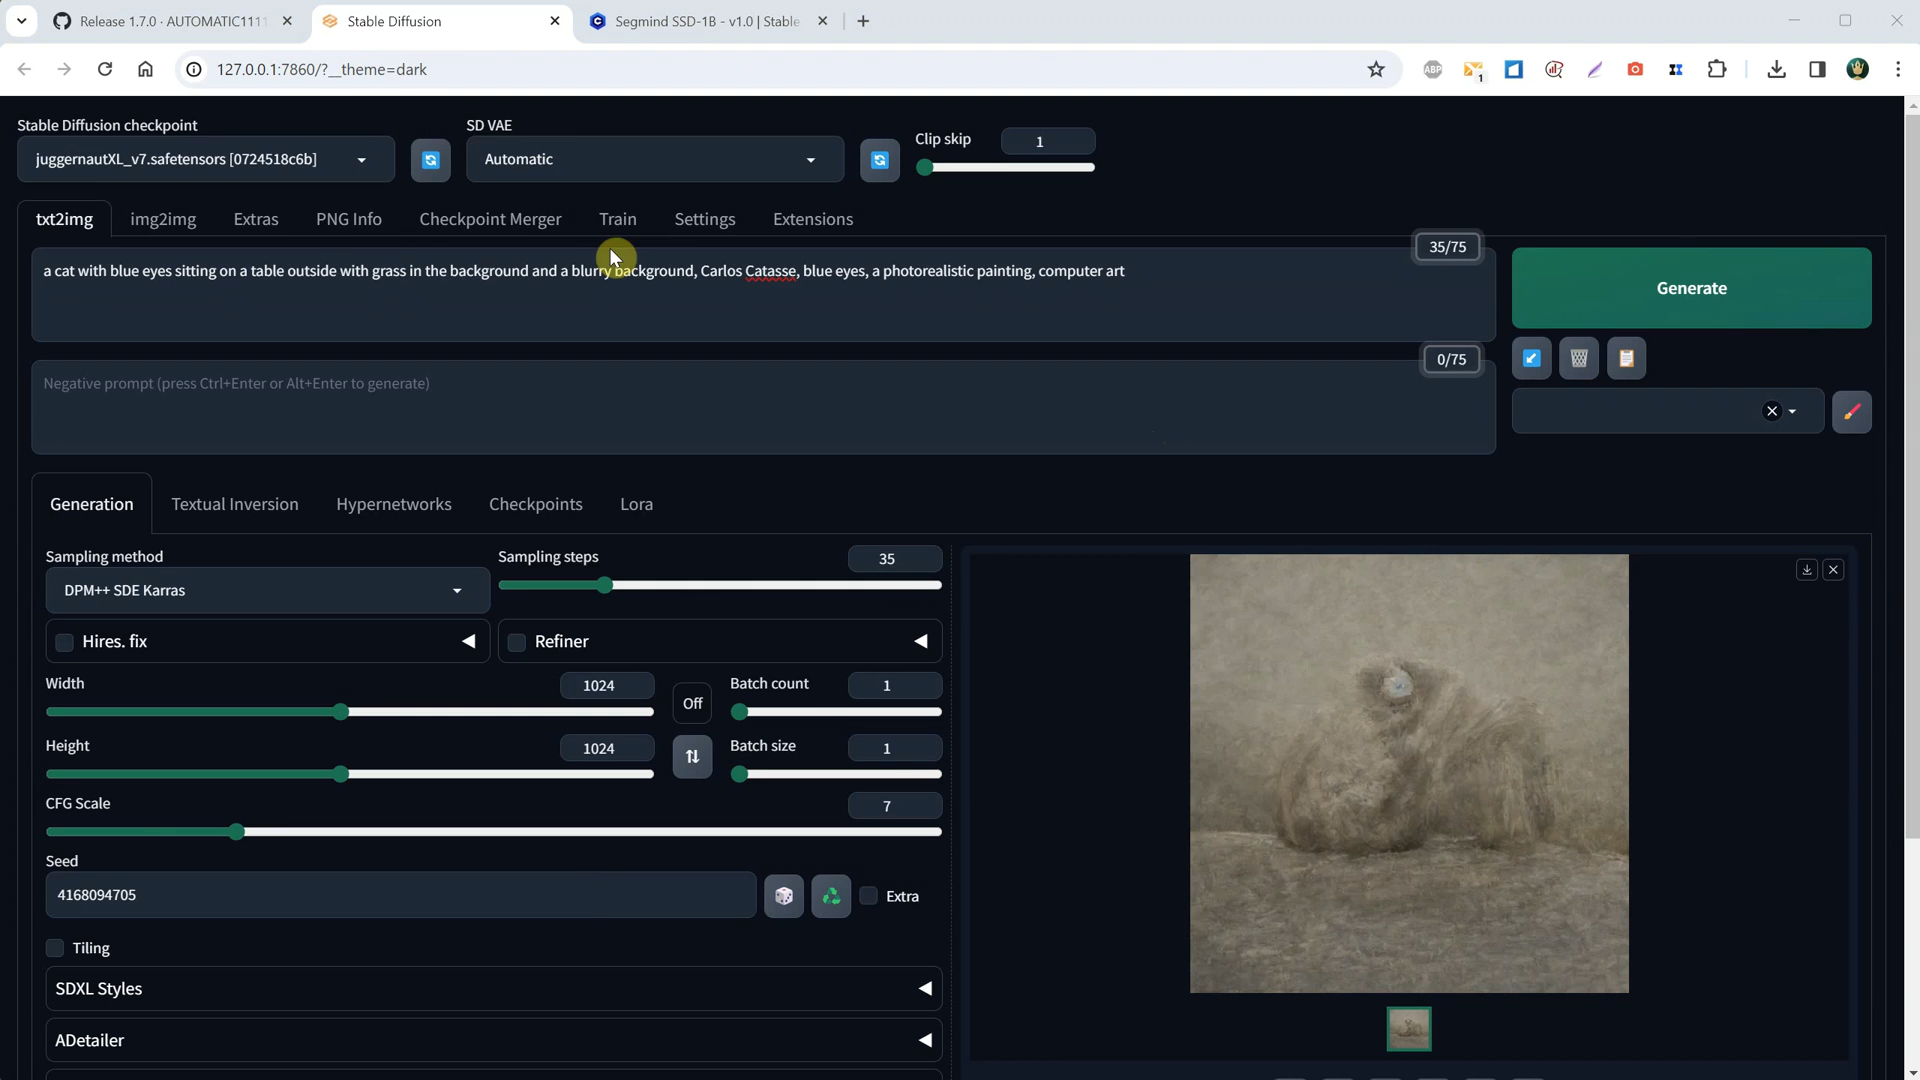 Release 1.7.0 · AUTOMATIC1111
Stable Diffusion
Segmind SSD-1B - v1.0 | Stable
127.0.0.1:7860/?__theme=dark
ABP
1
Stable Diffusion checkpoint
SD VAE
Clip skip
1
juggernautXL_v7.safetensors [0724518c6b]
Automatic
txt2img
img2img
Extras
PNG Info
Checkpoint Merger
Train
Settings
Extensions
35/75
a cat with blue eyes sitting on a table outside with grass in the background and a blurry background, Carlos Catasse, blue eyes, a photorealistic painting, computer art
Generate
0/75
Negative prompt (press Ctrl+Enter or Alt+Enter to generate)
Generation
Textual Inversion
Hypernetworks
Checkpoints
Lora
Sampling method
Sampling steps
35
DPM++ SDE Karras
Hires. fix
Refiner
Width
1024
Off
Batch count
1
Height
1024
Batch size
1
CFG Scale
7
Seed
4168094705
Extra
Tiling
SDXL Styles
ADetailer